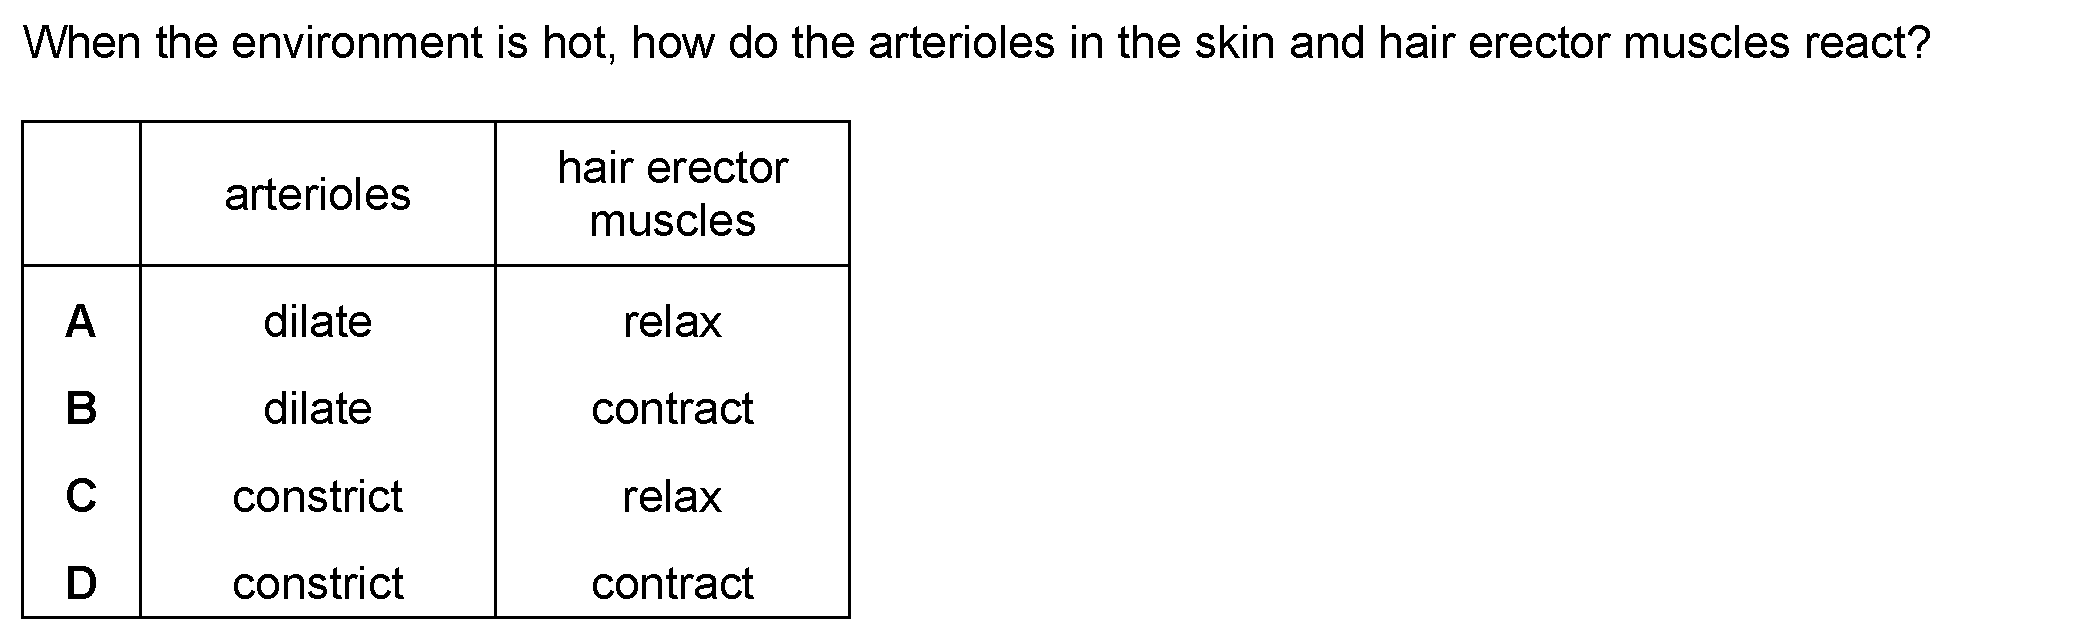 When the environment is hot, how do the arterioles in the skin and hair erector muscles react?
arterioles hair erector muscles
A dilate relax
B dilate contract
C constrict relax
D constrict contract